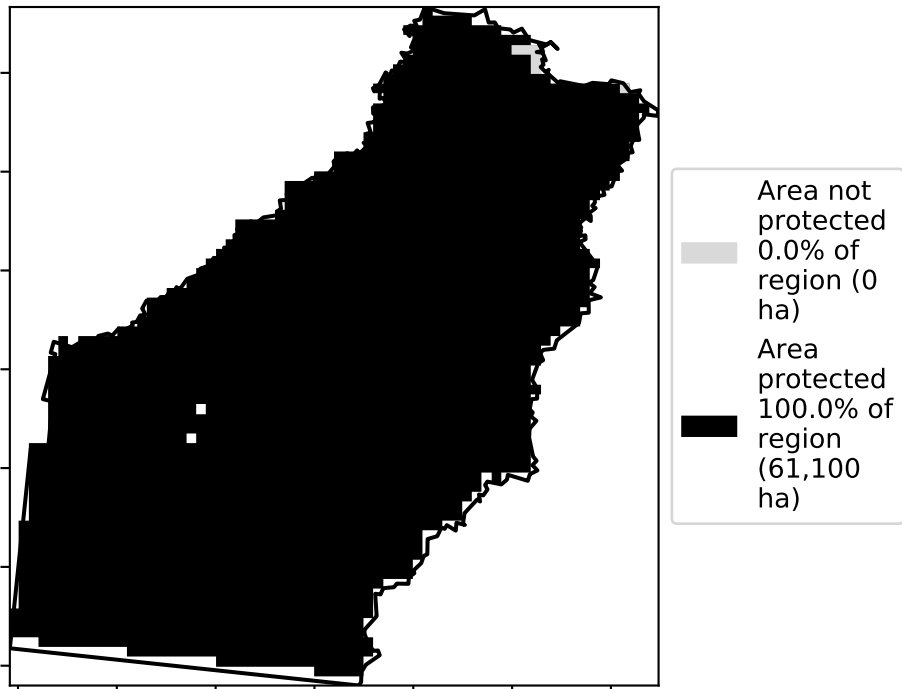 Area not
protected
0.0% of
region (0
ha)
Area
protected
100.0% of
region
(61,100
ha)